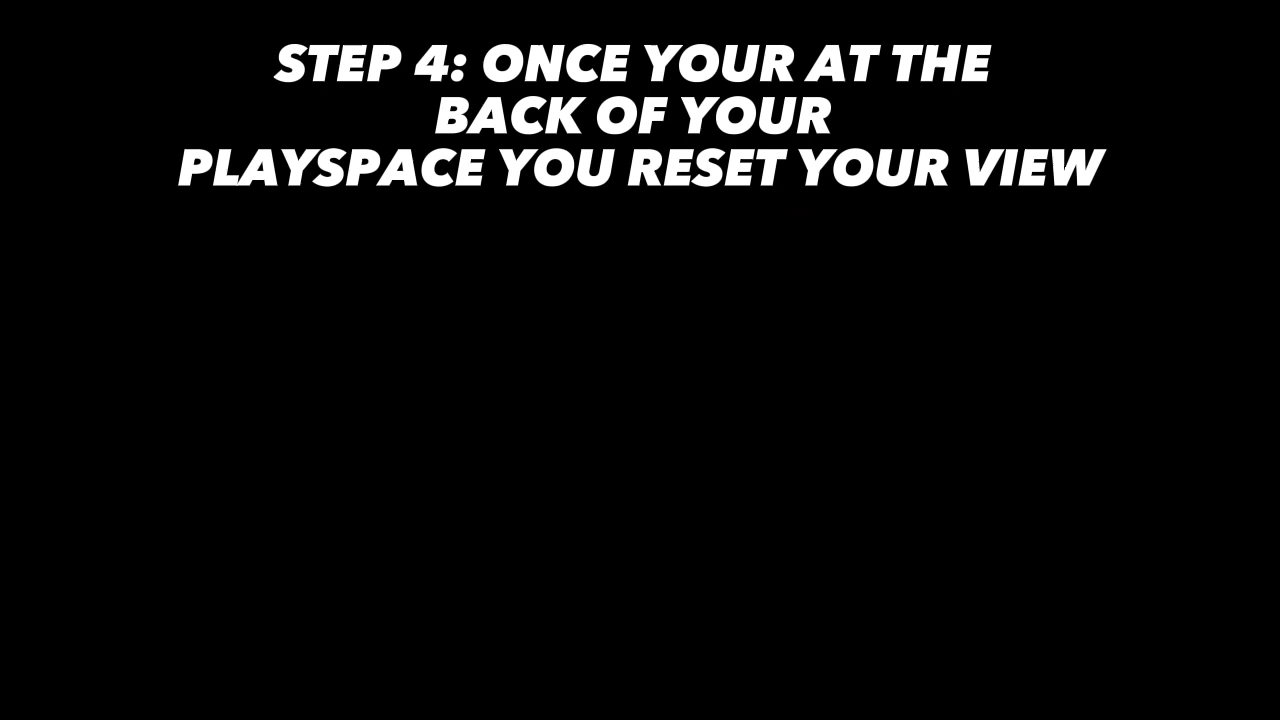 STEP 4: ONCE YOUR AT THE
BACK OF YOUR
PLAYSPACE YOU RESET YOUR VIEW